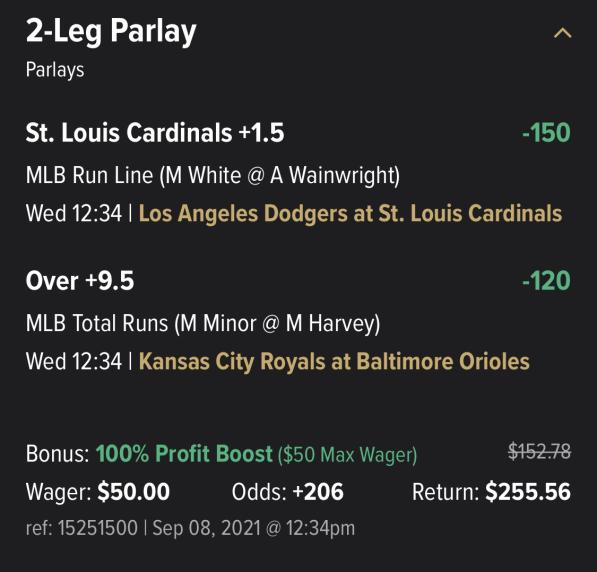 2-Leg Parlay
Parlays
St. Louis Cardinals +1.5 -150
MLB Run Line (M White @ A Wainwright)
Wed 12:34 | Los Angeles Dodgers at St. Louis Cardinals
Over +9.5 -120
MLB Total Runs (M Minor @ M Harvey)
Wed 12:34 | Kansas City Royals at Baltimore Orioles
Bonus: 100% Profit Boost ($50 Max Wager) $152.78
Wager: $50.00 Odds: +206 Return: $255.56
ref: 15251500 | Sep 08, 2021 @ 12:34pm